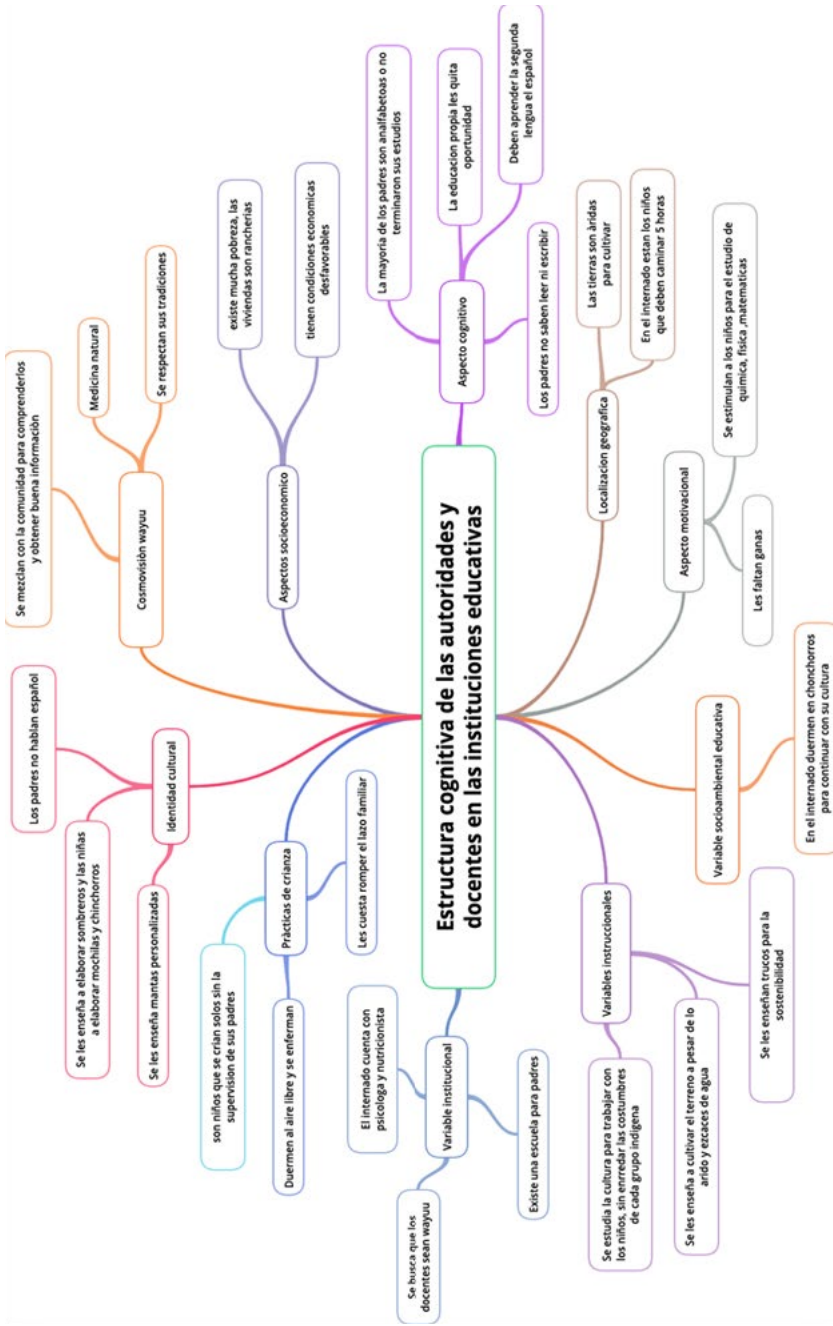 Estructura cognitiva de las autoridades y
docentes en las instituciones educativas
Identidad cultural
Los padres no hablan español
Se les enseña a elaborar sombreros y las niñas
a elaborar mochilas y chinchorros
Se les enseña mantas personalizadas
Pràcticas de crianza
son niños que se crian solos sin la
supervision de sus padres
Duermen al aire libre y se enferman
Les cuesta romper el lazo familiar
Variable institucional
El internado cuenta con
psicologa y nutricionista
Se busca que los
docentes sean wayuu
Existe una escuela para padres
Variables instruccionales
Se estudia la cultura para trabajar con
los niños, sin enrredar las costumbres
de cada grupo indigena
Se les enseña a cultivar el terreno a pesar de lo
arido y ezcaces de agua
Se les enseñan trucos para la
sostenibilidad
Variable socioambiental educativa
En el internado duermen en chonchorros
para continuar con su cultura
Cosmovisiòn wayuu
Se mezclan con la comunidad para comprenderlos
y obtener buena informaciòn
Medicina natural
Se respectan sus tradiciones
Aspectos socioeconomico
existe mucha pobreza, las
viviendas son rancherias
tienen condiciones economicas
desfavorables
Aspecto cognitivo
La mayoria de los padres son analfabetoas o no
terminaron sus estudios
La educacion propia les quita
oportunidad
Deben aprender la segunda
lengua el español
Los padres no saben leer ni escribir
Localizacion geografica
Las tierras son àridas
para cultivar
En el internado estan los niños
que deben caminar 5 horas
Aspecto motivacional
Se estimulan a los niños para el estudio de
quimica, fisica ,matematicas
Les faltan ganas